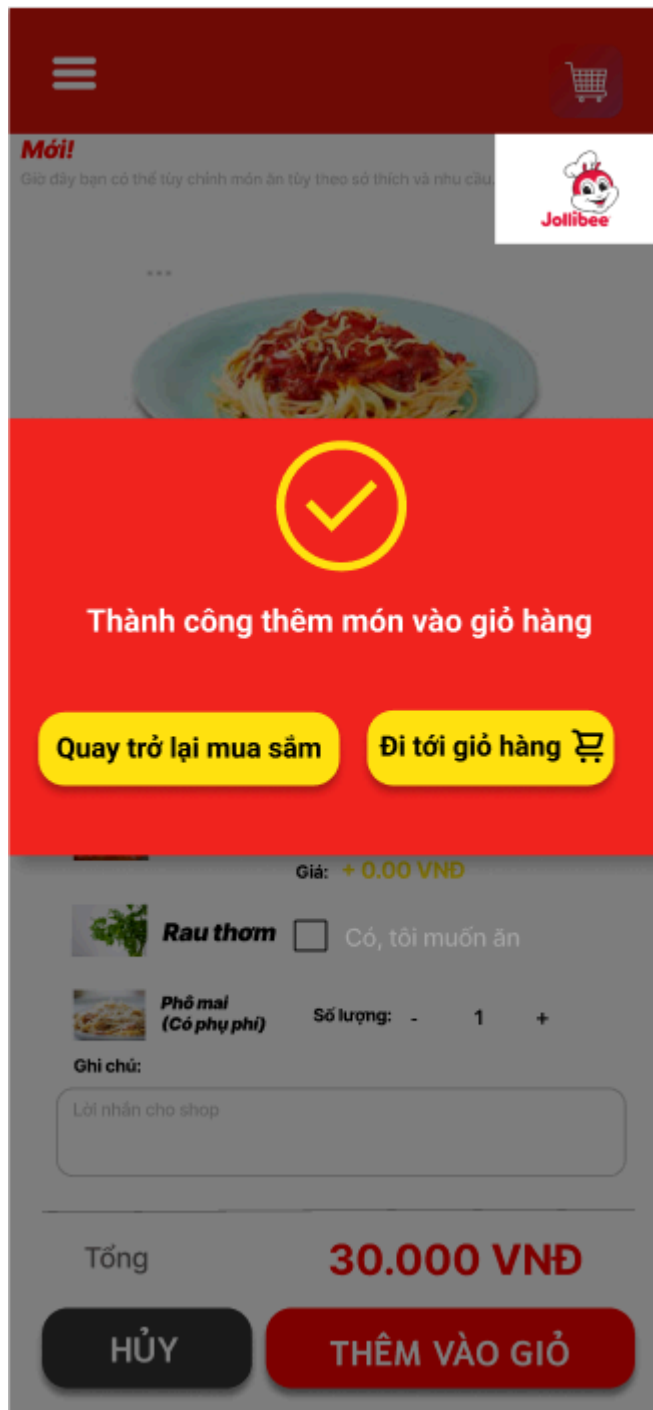 Mới!
Giờ đây bạn có thể tùy chỉnh món ăn tùy theo sở thích và nhu cầu.
Jollibee
...
Thành công thêm món vào giỏ hàng
Quay trở lại mua sắm
Đi tới giỏ hàng
Giá: + 0.00 VNĐ
Rau thơm
Có, tôi muốn ăn
Phô mai
(Có phụ phí)
Số lượng: - 1 +
Ghi chú:
Lời nhắn cho shop
Tổng
30.000 VNĐ
HỦY
THÊM VÀO GIỎ